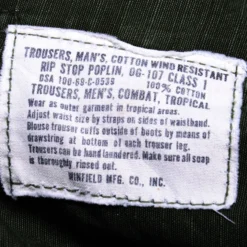 TROUSERS, MAN'S, COTTON WIND RESISTANT
RIP STOP POPLIN, OG-107 CLASS 1
DSA 100-69-C-0539 100% COTTON
TROUSERS, MEN'S, COMBAT, TROPICAL
Wear as outer garment in tropical areas.
Adjust waist size by straps on sides of waistband.
Blouse trouser cuffs outside of boots by means of
drawstring at bottom of each trouser leg.
Trousers can be hand laundered. Make sure all soap
is thoroughly rinsed out.
WINFIELD MFG. CO., INC.